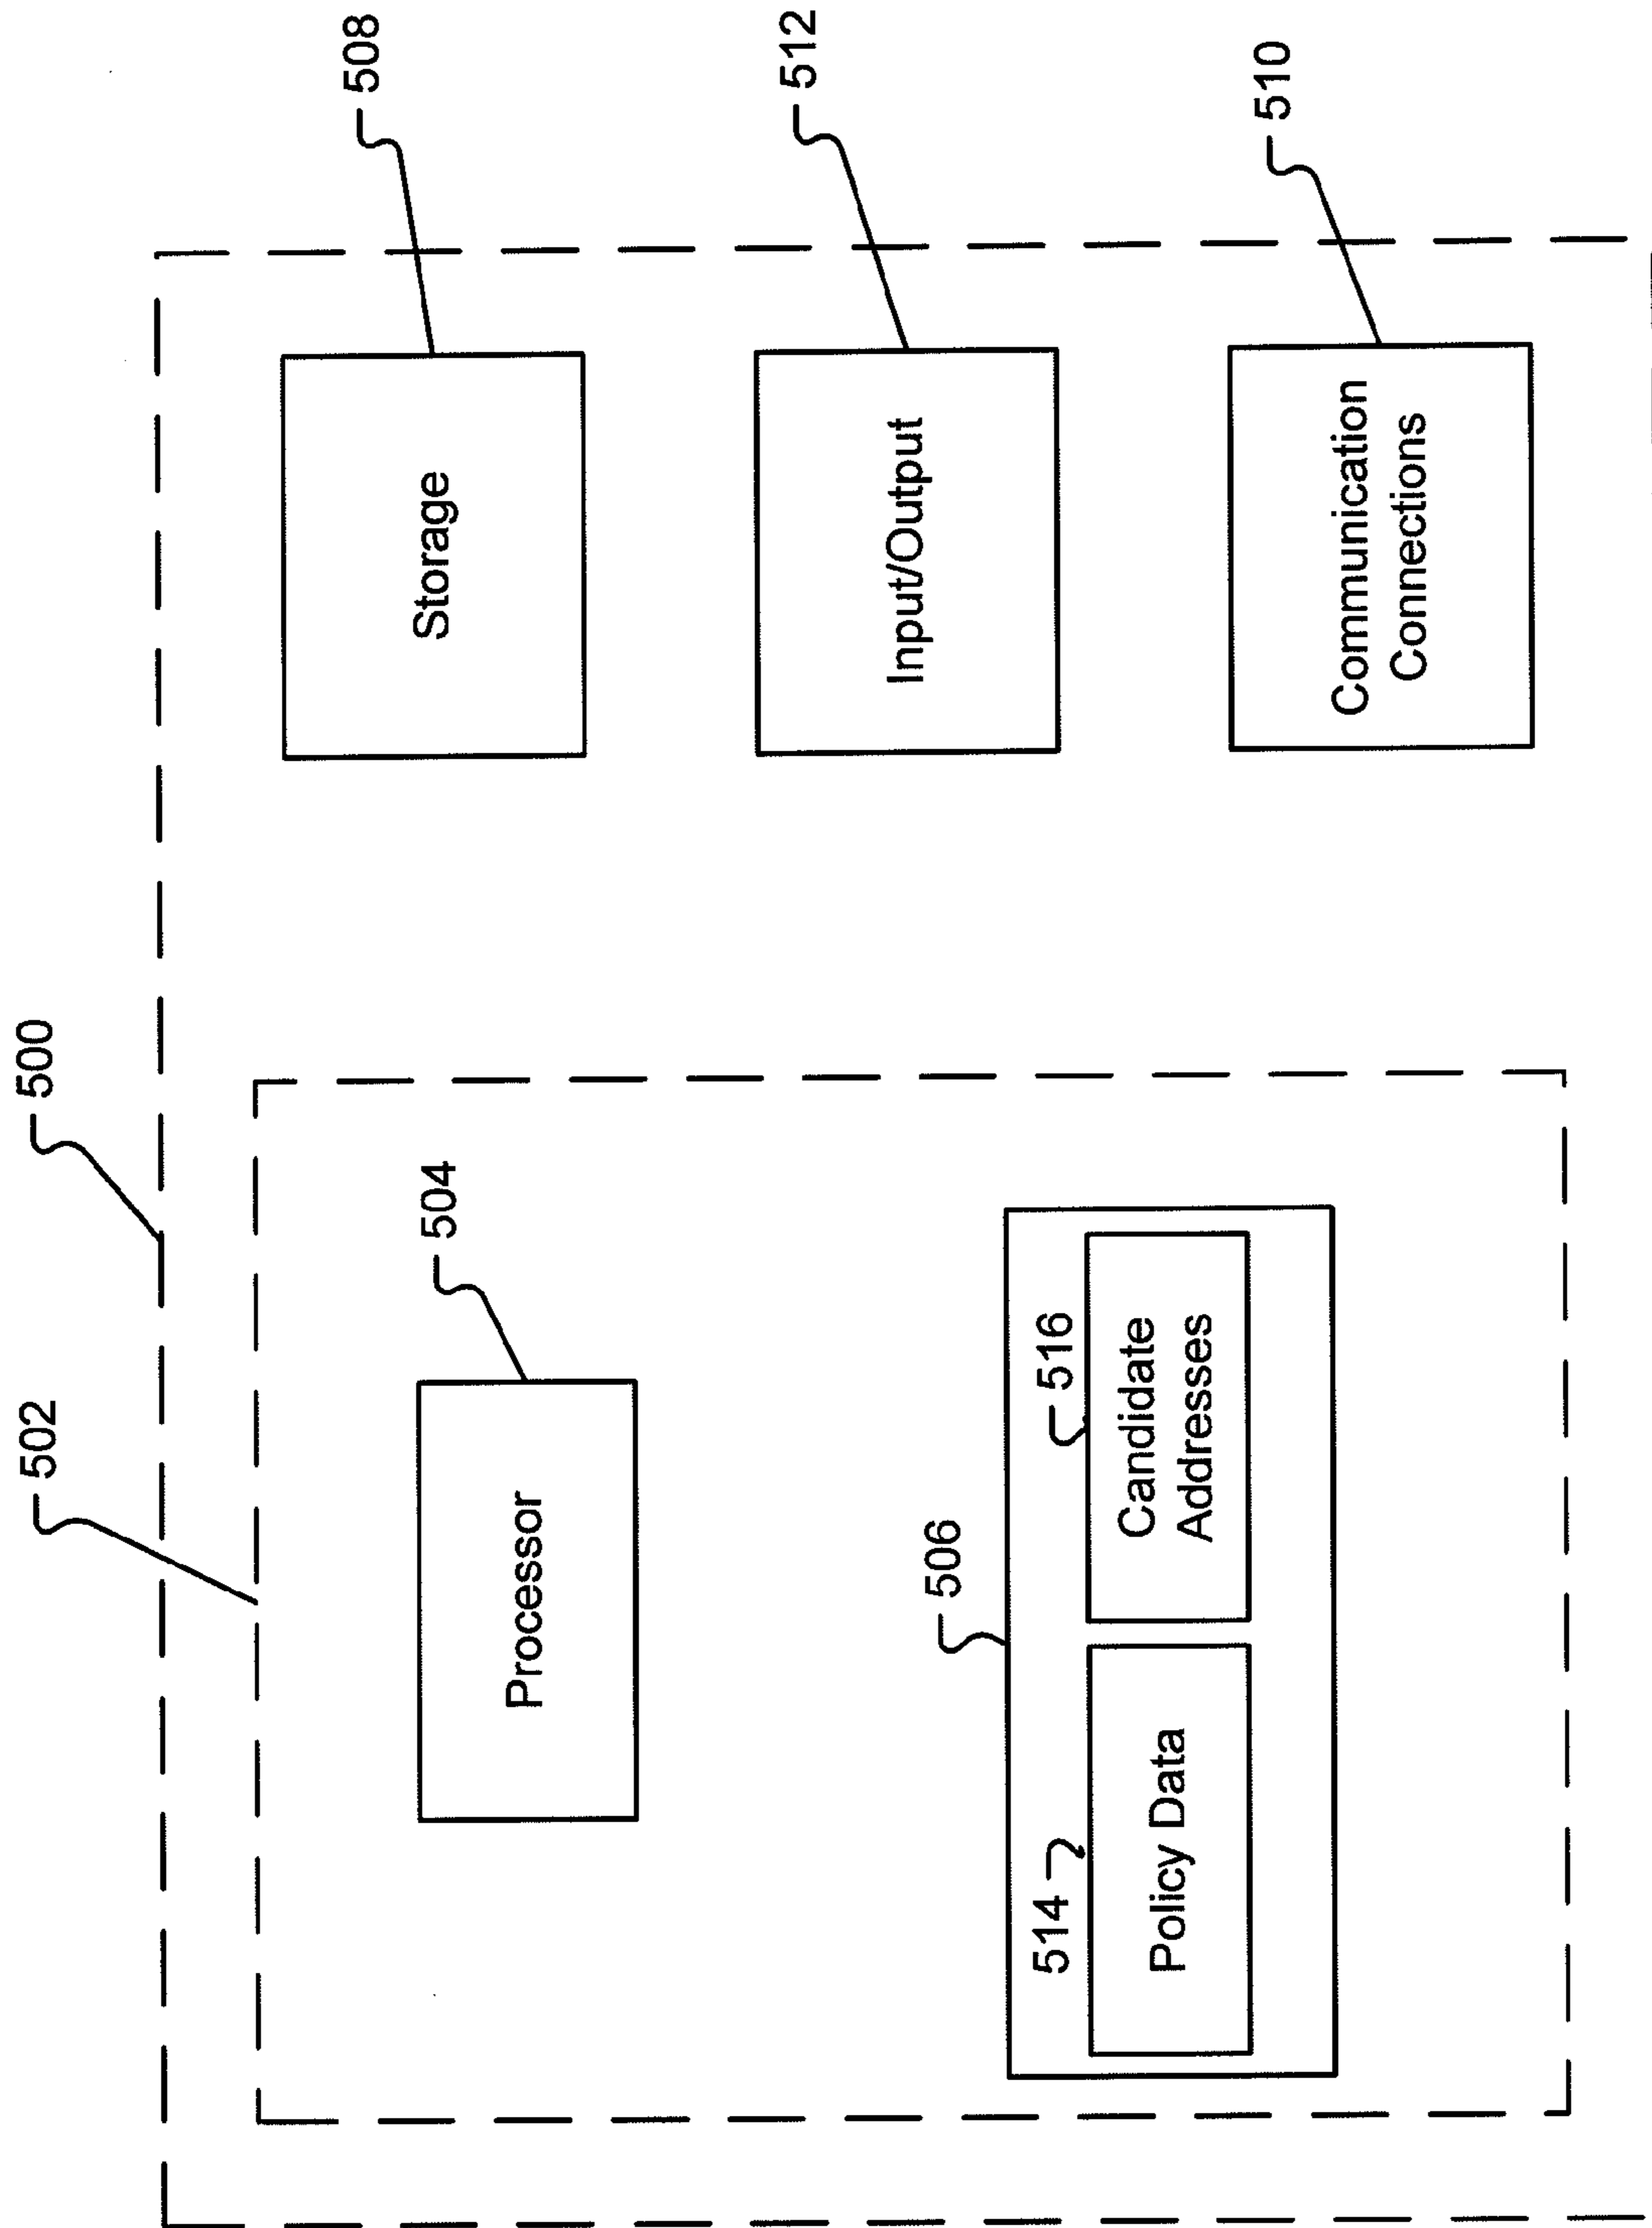 500
502
504
Processor
506
514
516
Policy Data
Candidate
Addresses
508
Storage
512
Input/Output
510
Communication
Connections